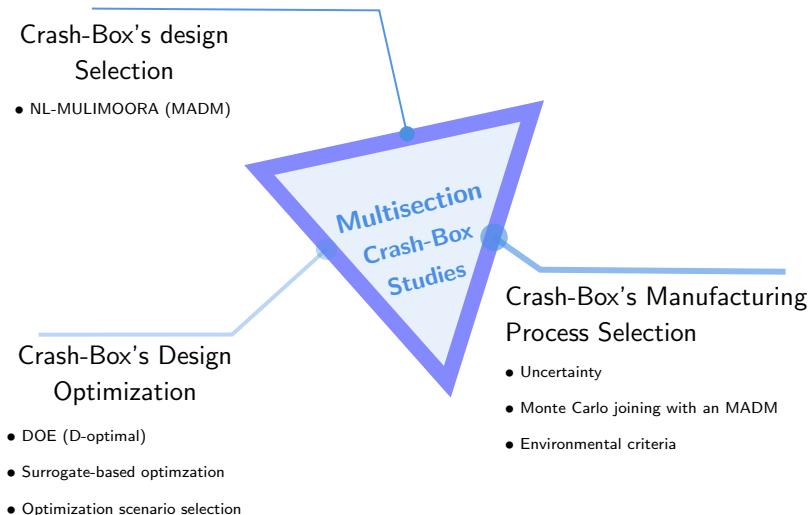 Crash-Box's design
Selection
• NL-MULIMOORA (MADM)
Multisection
Crash-Box
Studies
Crash-Box's Manufacturing
Process Selection
• Uncertainty
• Monte Carlo joining with an MADM
• Environmental criteria
Crash-Box's Design
Optimization
• DOE (D-optimal)
• Surrogate-based optimzation
• Optimization scenario selection